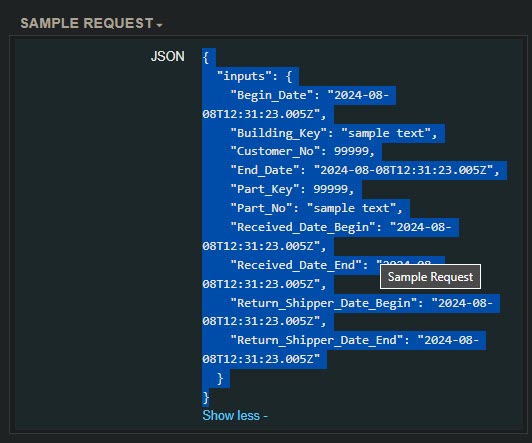 SAMPLE REQUEST
JSON
{
"inputs": {
"Begin_Date": "2024-08-
08T12:31:23.005Z",
"Building_Key": "sample text",
"Customer_No": 99999,
"End_Date": "2024-08-08T12:31:23.005Z",
"Part_Key": 99999,
"Part_No": "sample text",
"Received_Date_Begin": "2024-08-
08T12:31:23.005Z",
"Received_Date_End": "2024-08-
08T12:31:23.005Z",
Sample Request
"Return_Shipper_Date_Begin": "2024-08-
08T12:31:23.005Z",
"Return_Shipper_Date_End": "2024-08-
08T12:31:23.005Z"
}
}
Show less -